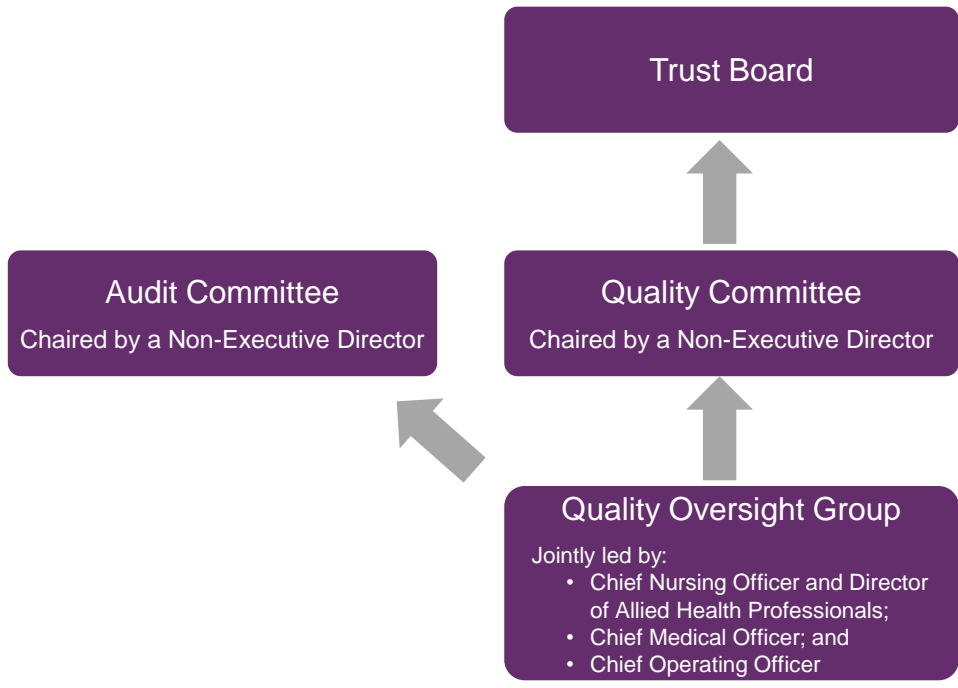 Trust Board
Audit Committee
Chaired by a Non-Executive Director
Quality Committee
Chaired by a Non-Executive Director
Quality Oversight Group
Jointly led by:
• Chief Nursing Officer and Director
of Allied Health Professionals;
• Chief Medical Officer; and
• Chief Operating Officer